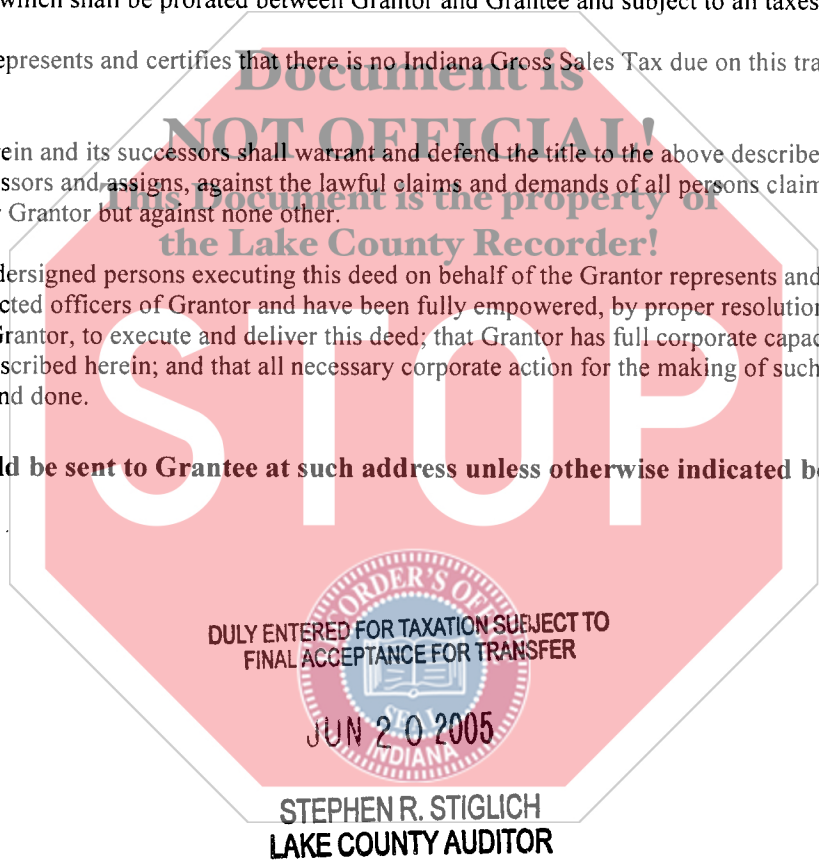 which shall be prorated between Grantor and Grantee and subject to all taxes
epresents and certifies that there is no Indiana Gross Sales Tax due on this tra
Document is
NOT OFFICIAL!
ein and its successors shall warrant and defend the title to the above describe
ssors and assigns, against the lawful claims and demands of all persons claim
This Document is the property of
Grantor but against none other.
the Lake County Recorder!
dersigned persons executing this deed on behalf of the Grantor represents and
cted officers of Grantor and have been fully empowered, by proper resolution
Grantor, to execute and deliver this deed; that Grantor has full corporate capac
scribed herein; and that all necessary corporate action for the making of such
nd done.
STOP
ld be sent to Grantee at such address unless otherwise indicated be
ORDER'S OF
DULY ENTERED FOR TAXATION SUBJECT TO
FINAL ACCEPTANCE FOR TRANSFER
SEAL
JUN 20 2005
INDIANA
STEPHEN R. STIGLICH
LAKE COUNTY AUDITOR